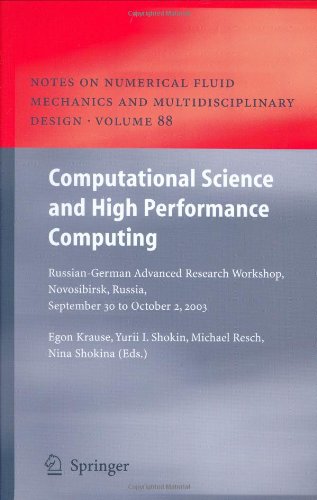 NOTES ON NUMERICAL FLUID
MECHANICS AND MULTIDISCIPLINARY
DESIGN · VOLUME 88
Computational Science
and High Performance
Computing
Russian-German Advanced Research Workshop,
Novosibirsk, Russia,
September 30 to October 2, 2003
Egon Krause, Yurii I. Shokin, Michael Resch,
Nina Shokina (Eds.)
Springer